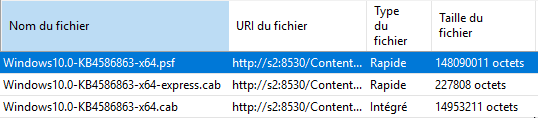 Nom du fichier URI du fichier Type du fichier Taille du fichier
Windows10.0-KB4586863-x64.psf http://s2:8530/Content... Rapide 148090011 octets
Windows10.0-KB4586863-x64-express.cab http://s2:8530/Content... Rapide 227808 octets
Windows10.0-KB4586863-x64.cab http://s2:8530/Content... Intégré 14953211 octets